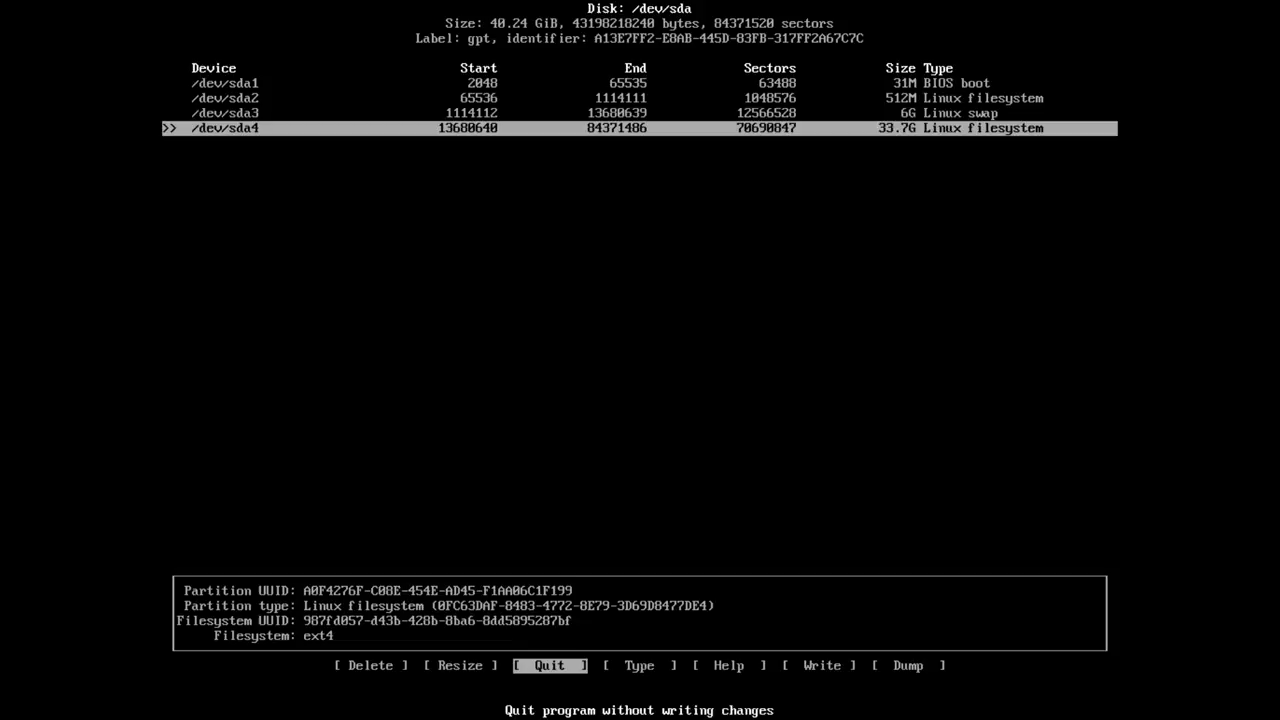 Disk: /dev/sda
Size: 40.24 GiB, 43198218240 bytes, 84371520 sectors
Label: gpt, identifier: A13E7FF2-E8AB-445D-83FB-317FF2A67C7C
Device Start End Sectors Size Type
/dev/sda1 2048 65535 63488 31M BIOS boot
/dev/sda2 65536 1114111 1048576 512M Linux filesystem
/dev/sda3 1114112 13680639 12566528 6G Linux swap
>> /dev/sda4 13680640 84371486 70690847 33.7G Linux filesystem
Partition UUID: A0F4276F-C08E-454E-AD45-F1AA06C1F199
Partition type: Linux filesystem (0FC63DAF-8483-4772-8E79-3D69D8477DE4)
Filesystem UUID: 987fd057-d43b-428b-8ba6-8dd5895287bf
Filesystem: ext4
[ Delete ] [ Resize ] [ Quit ] [ Type ] [ Help ] [ Write ] [ Dump ]
Quit program without writing changes